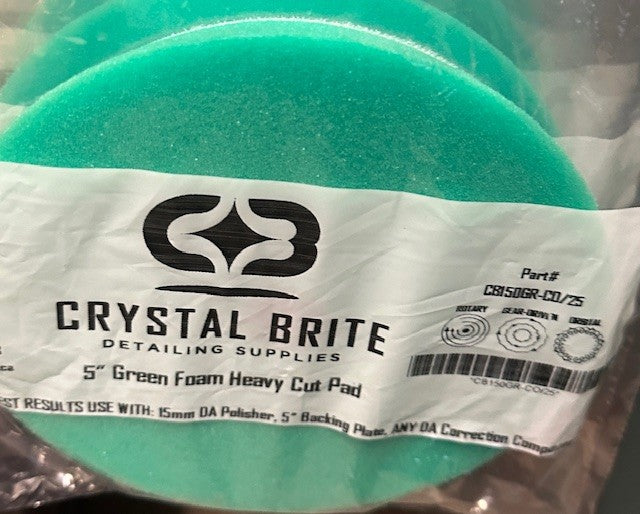 CB
CRYSTAL BRITE
DETAILING SUPPLIES
5" Green Foam Heavy Cut Pad
RESULTS USE WITH: 15mm DA Polisher, 5" Backing Plate, ANY DA Correction
Part#
CB150GR-CO/25
ROTARY GEAR-DRIVEN ORBITAL
*CB150GR-CO/25*